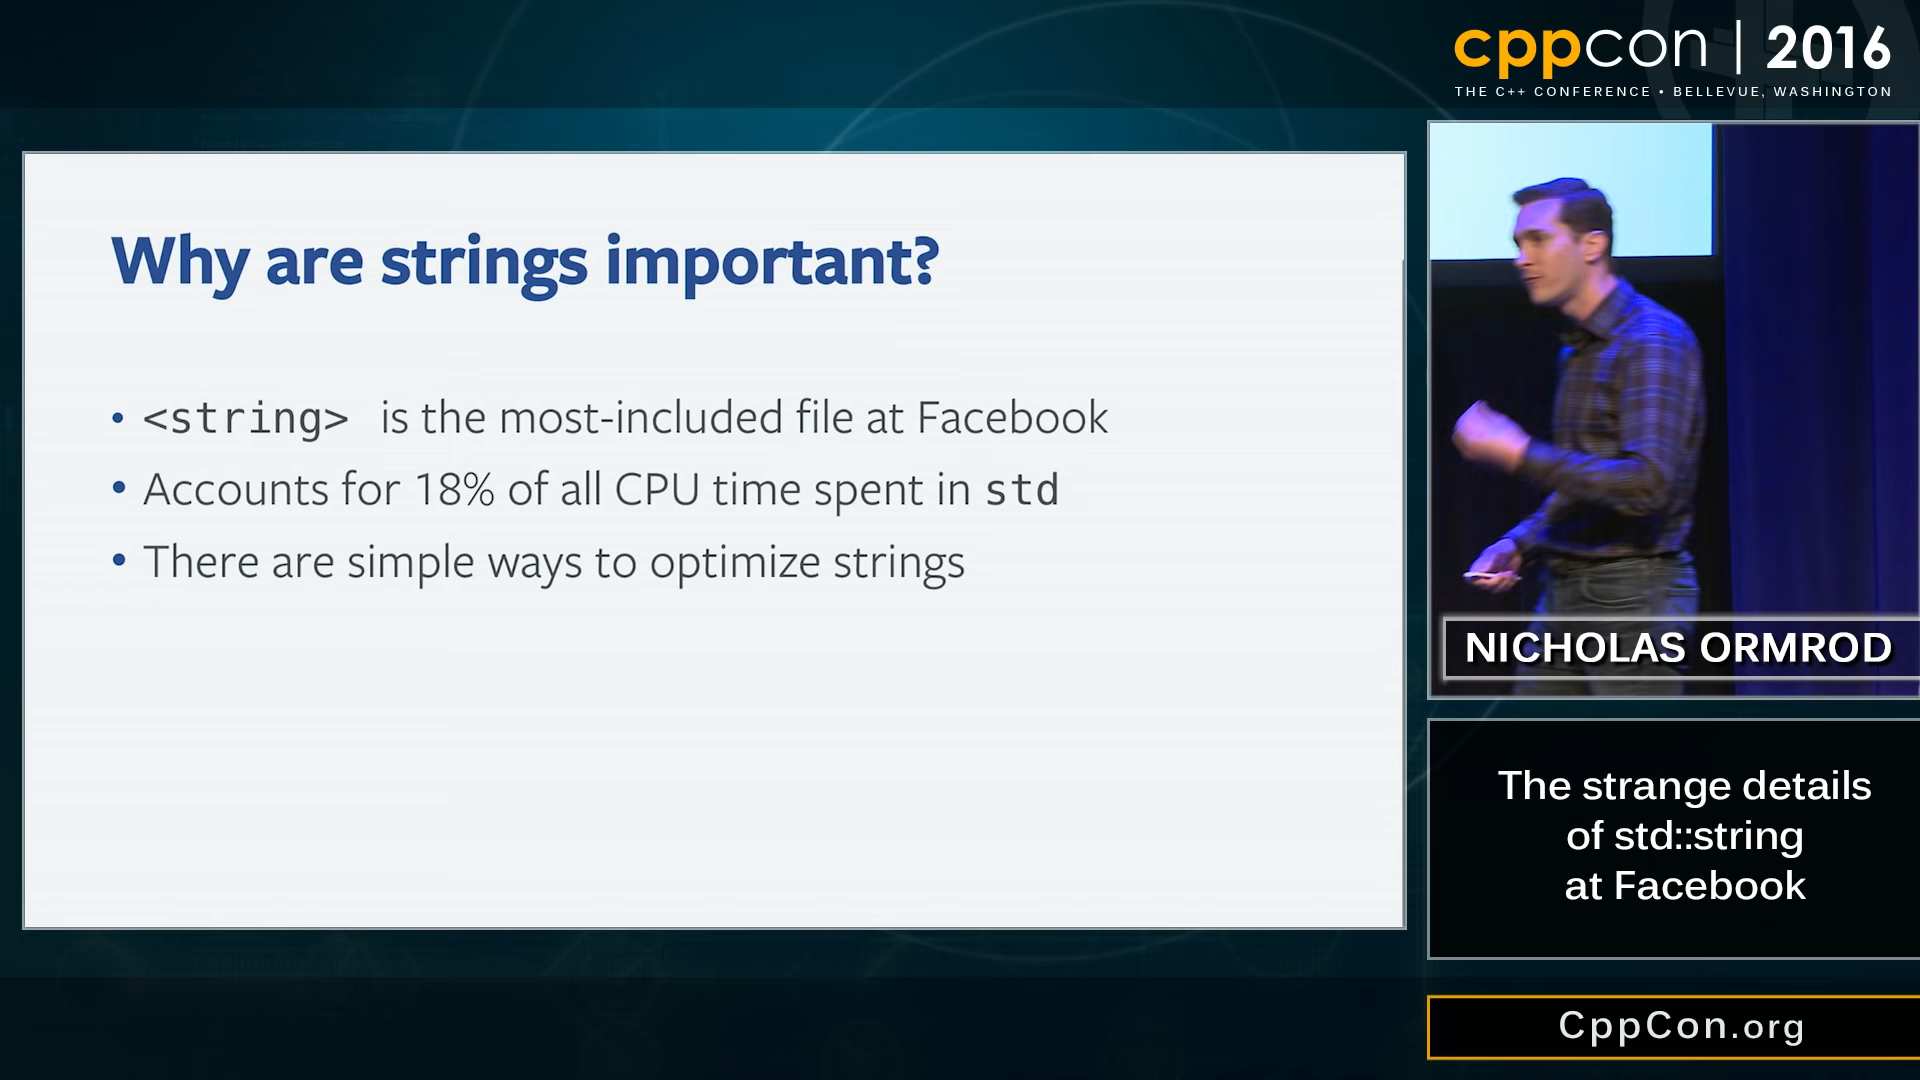 cppcon | 2016
THE C++ CONFERENCE • BELLEVUE, WASHINGTON
Why are strings important?
• <string> is the most-included file at Facebook
• Accounts for 18% of all CPU time spent in std
• There are simple ways to optimize strings
NICHOLAS ORMROD
The strange details
of std::string
at Facebook
CppCon.org